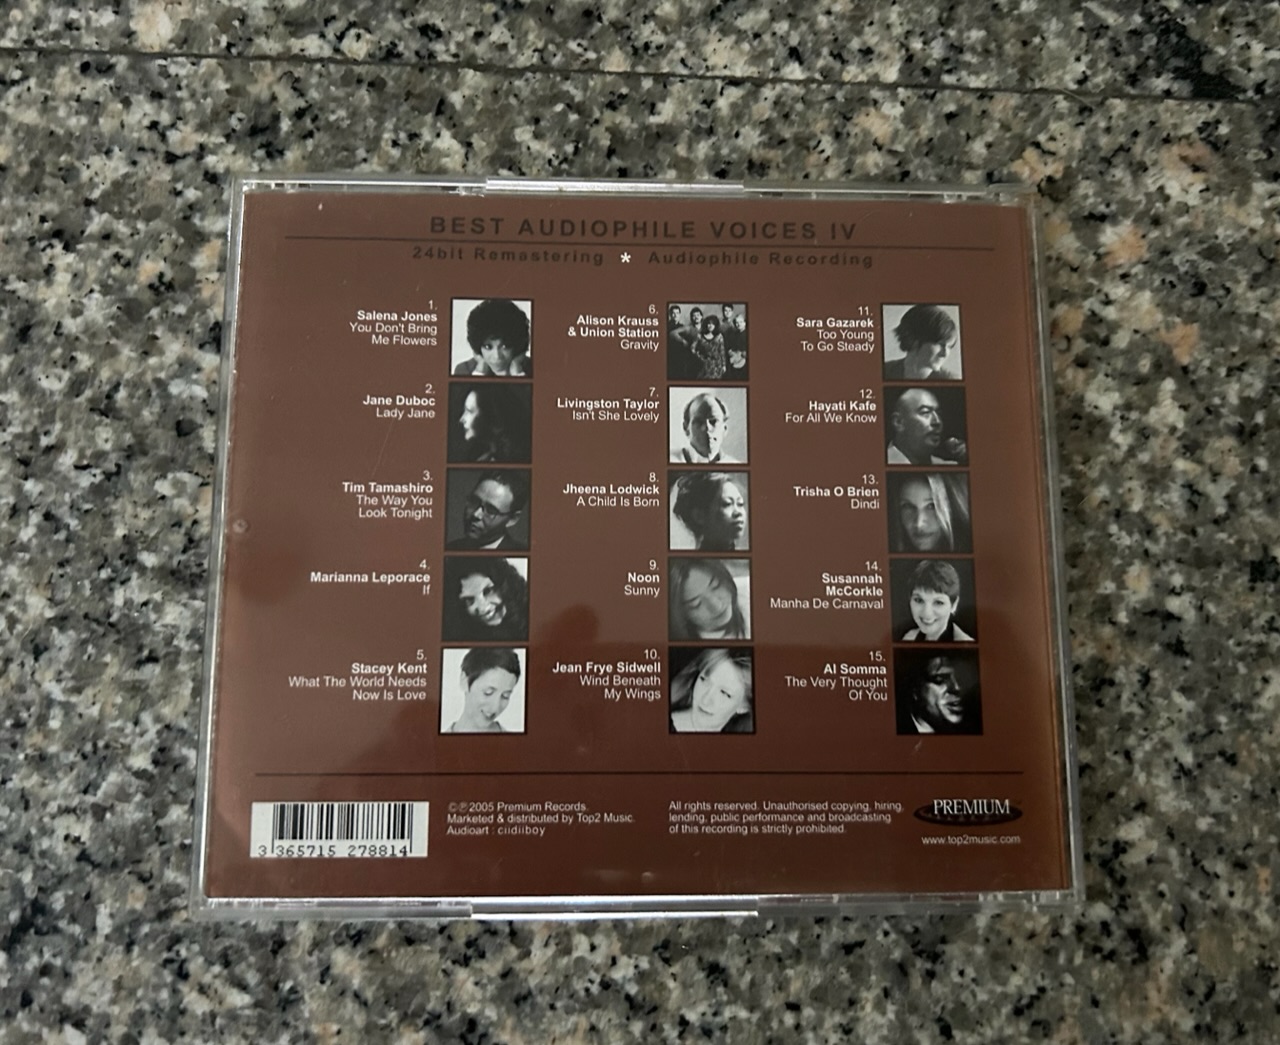 BEST AUDIOPHILE VOICES IV
24bit Remastering * Audiophile Recording
1.
Salena Jones
You Don't Bring
Me Flowers
2.
Jane Duboc
Lady Jane
3.
Tim Tamashiro
The Way You
Look Tonight
4.
Marianna Leporace
If
5.
Stacey Kent
What The World Needs
Now Is Love
6.
Alison Krauss
& Union Station
Gravity
7.
Livingston Taylor
Isn't She Lovely
8.
Jheena Lodwick
A Child Is Born
9.
Noon
Sunny
10.
Jean Frye Sidwell
Wind Beneath
My Wings
11.
Sara Gazarek
Too Young
To Go Steady
12.
Hayati Kafe
For All We Know
13.
Trisha O Brien
Dindi
14.
Susannah
McCorkle
Manha De Carnaval
15.
Al Somma
The Very Thought
Of You
3 365715 278814
©℗2005 Premium Records.
Marketed & distributed by Top2 Music.
Audioart : ciidiiboy
All rights reserved. Unauthorised copying, hiring,
lending, public performance and broadcasting
of this recording is strictly prohibited.
PREMIUM
www.top2music.com